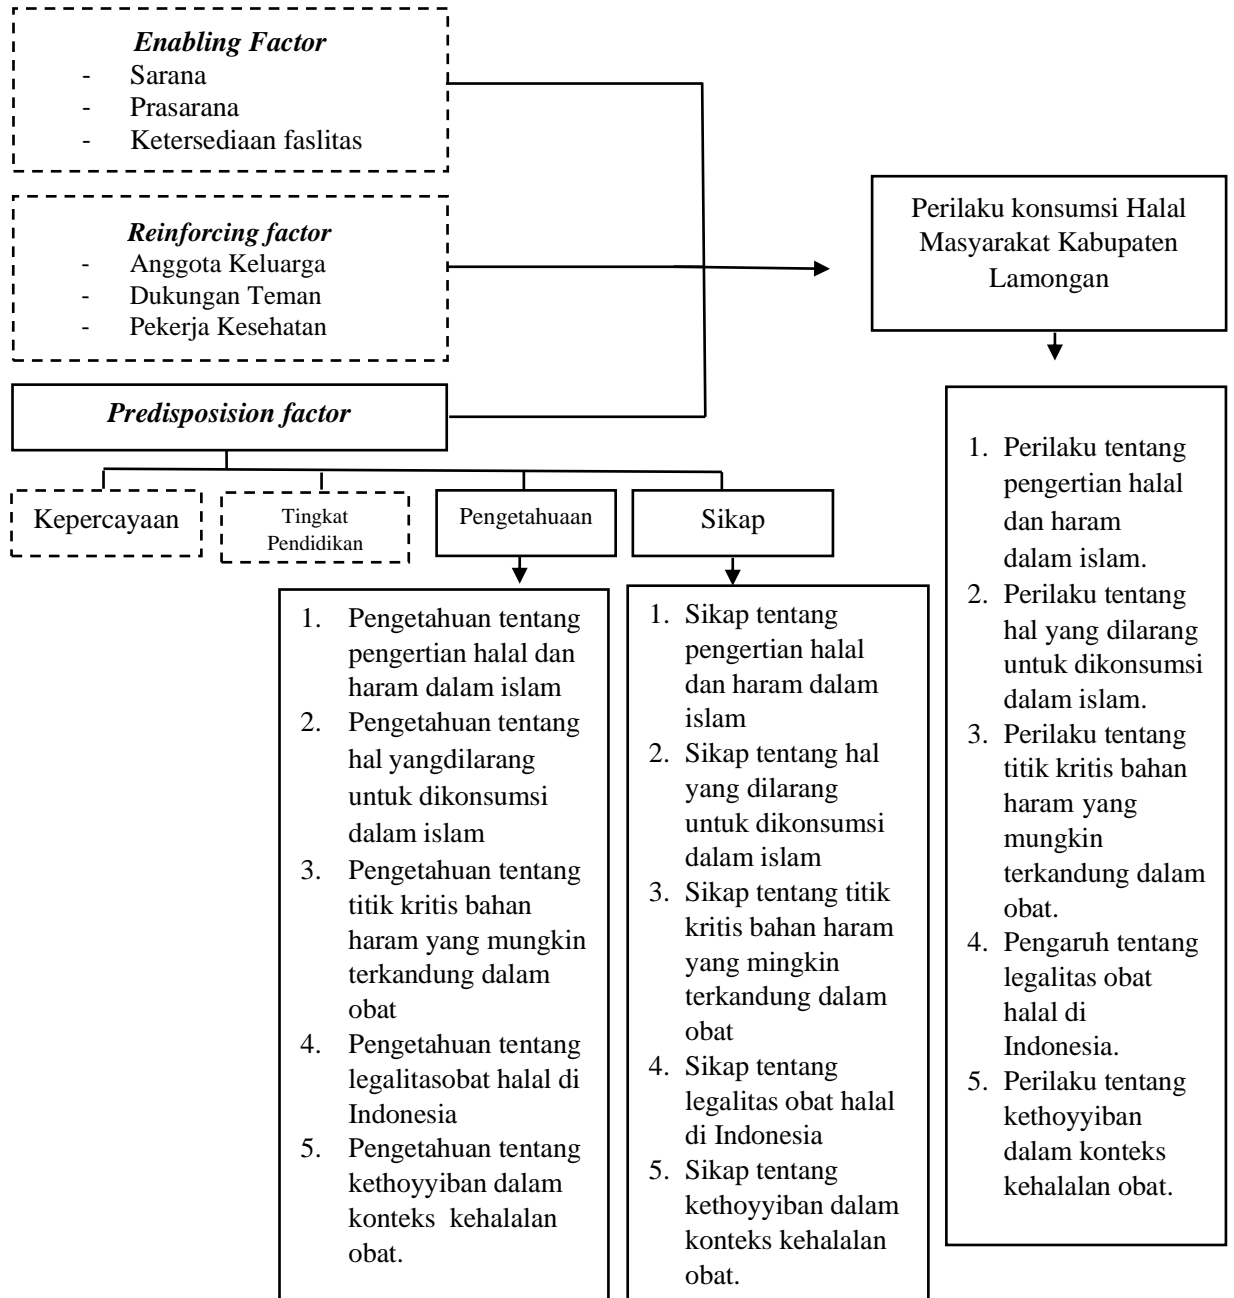 Enabling Factor
- Sarana
- Prasarana
- Ketersediaan faslitas
Reinforcing factor
- Anggota Keluarga
- Dukungan Teman
- Pekerja Kesehatan
Predisposision factor
Perilaku konsumsi Halal
Masyarakat Kabupaten
Lamongan
Kepercayaan
Tingkat
Pendidikan
Pengetahuaan
Sikap
1. Pengetahuan tentang
pengertian halal dan
haram dalam islam
2. Pengetahuan tentang
hal yangdilarang
untuk dikonsumsi
dalam islam
3. Pengetahuan tentang
titik kritis bahan
haram yang mungkin
terkandung dalam
obat
4. Pengetahuan tentang
legalitasobat halal di
Indonesia
5. Pengetahuan tentang
kethoyyiban dalam
konteks kehalalan
obat.
1. Sikap tentang
pengertian halal
dan haram dalam
islam
2. Sikap tentang hal
yang dilarang
untuk dikonsumsi
dalam islam
3. Sikap tentang titik
kritis bahan haram
yang mingkin
terkandung dalam
obat
4. Sikap tentang
legalitas obat halal
di Indonesia
5. Sikap tentang
kethoyyiban dalam
konteks kehalalan
obat.
1. Perilaku tentang
pengertian halal
dan haram
dalam islam.
2. Perilaku tentang
hal yang dilarang
untuk dikonsumsi
dalam islam.
3. Perilaku tentang
titik kritis bahan
haram yang
mungkin
terkandung dalam
obat.
4. Pengaruh tentang
legalitas obat
halal di
Indonesia.
5. Perilaku tentang
kethoyyiban
dalam konteks
kehalalan obat.